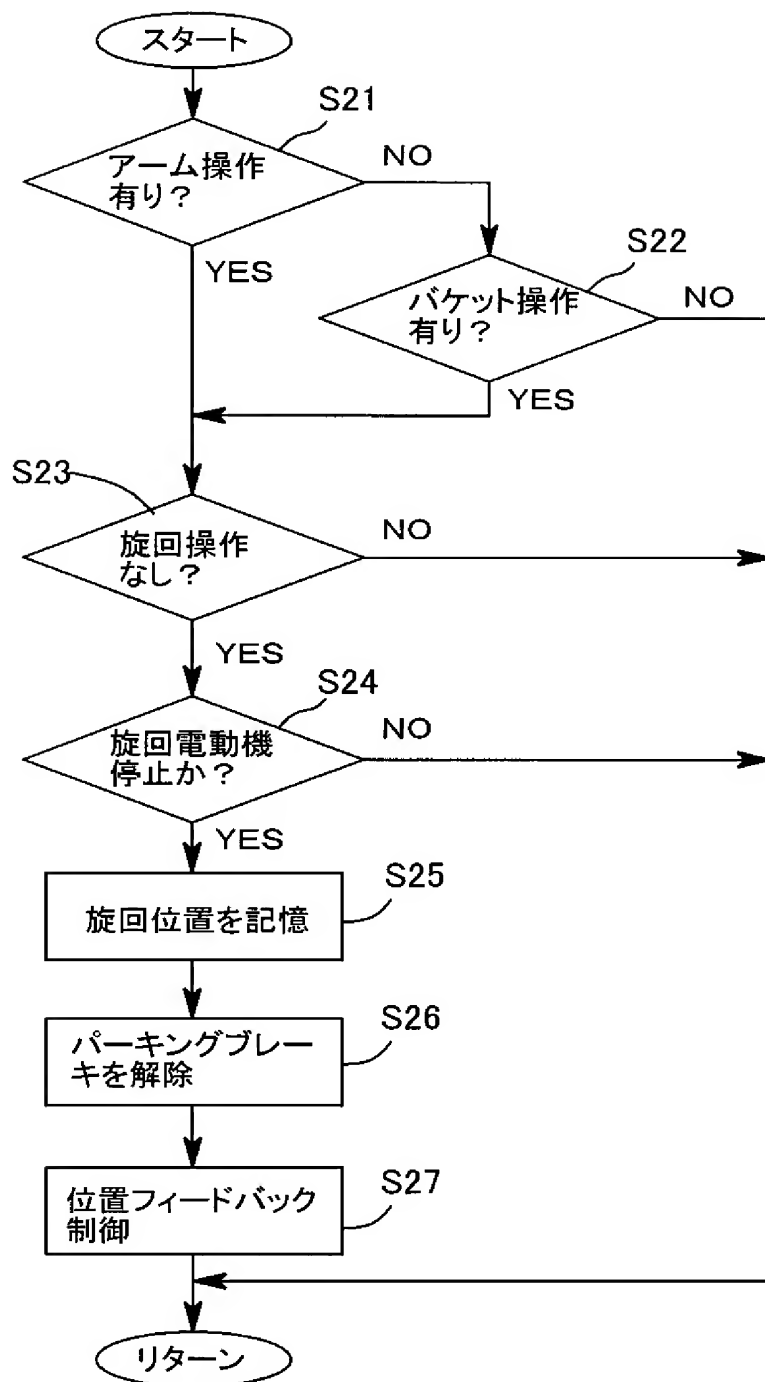 スタート
S21
アーム操作
有り？
NO
YES
S22
バケット操作
有り？
NO
YES
S23
旋回操作
なし？
NO
YES
S24
旋回電動機
停止か？
NO
YES
S25
旋回位置を記憶
S26
パーキングブレー
キを解除
S27
位置フィードバック
制御
リターン